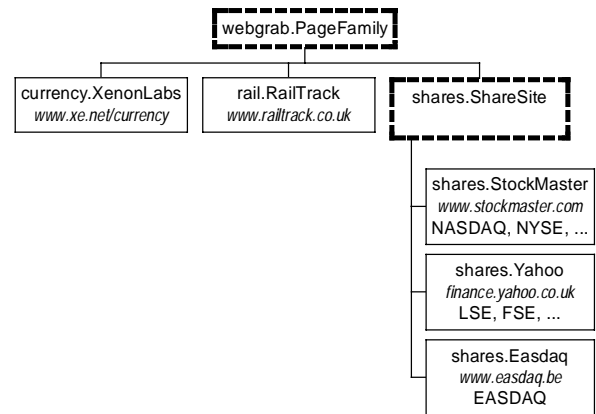 webgrab.PageFamily
currency.XenonLabs
www.xe.net/currency
rail.RailTrack
www.railtrack.co.uk
shares.ShareSite
shares.StockMaster
www.stockmaster.com
NASDAQ, NYSE, ...
shares.Yahoo
finance.yahoo.co.uk
LSE, FSE, ...
shares.Easdaq
www.easdaq.be
EASDAQ